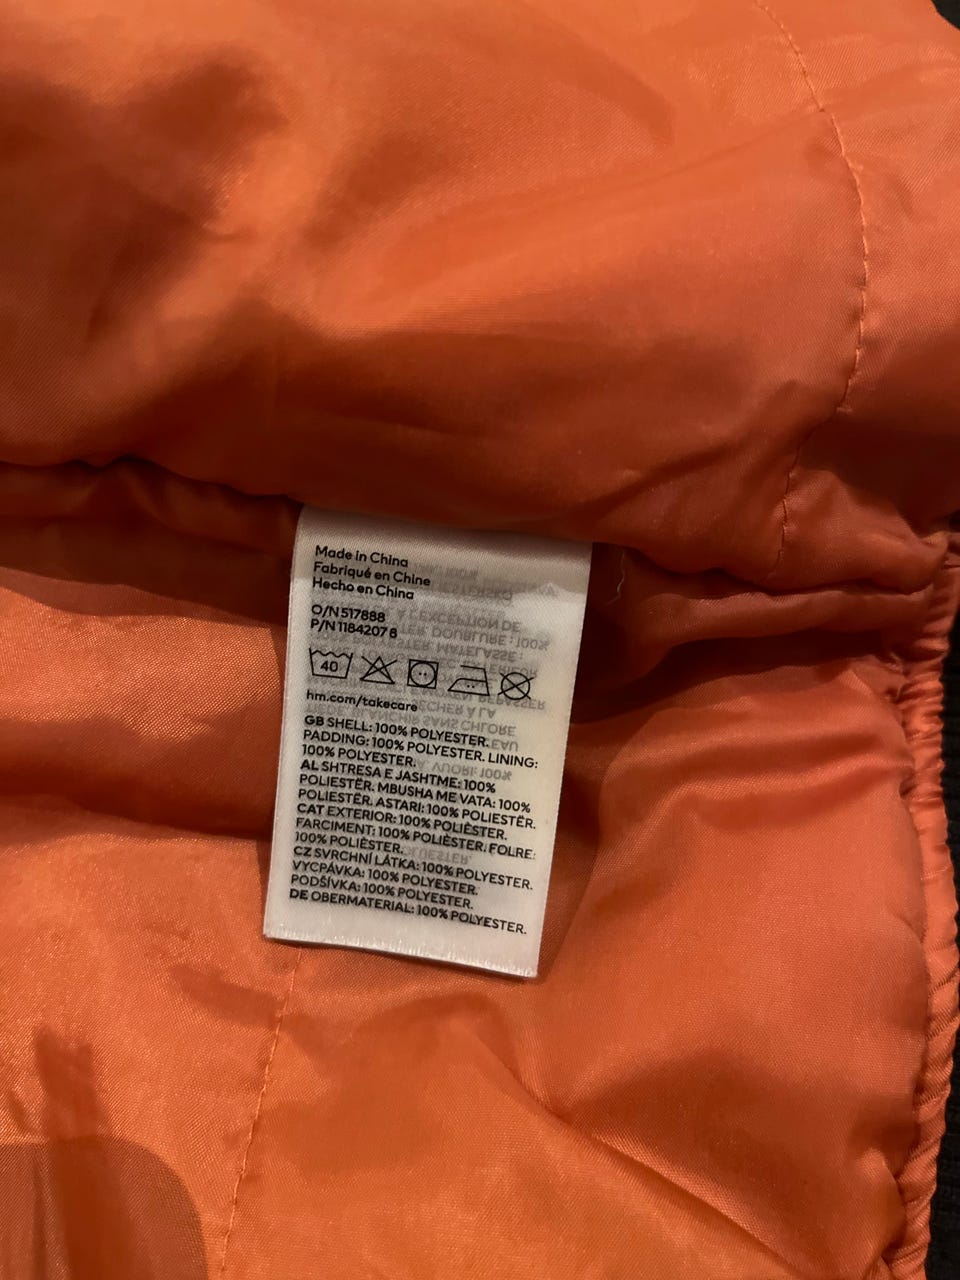 Made in China
Fabriqué en Chine
Hecho en China
O/N 517888
P/N 1184207 8
40
hm.com/takecare
GB SHELL: 100% POLYESTER.
PADDING: 100% POLYESTER. LINING:
100% POLYESTER.
AL SHTRESA E JASHTME: 100%
POLIESTËR. MBUSHA ME VATA: 100%
POLIESTËR. ASTARI: 100% POLIESTËR.
CAT EXTERIOR: 100% POLIÈSTER.
FARCIMENT: 100% POLIÈSTER. FOLRE:
100% POLIÈSTER.
CZ SVRCHNÍ LÁTKA: 100% POLYESTER.
VYCPÁVKA: 100% POLYESTER.
PODŠÍVKA: 100% POLYESTER.
DE OBERMATERIAL: 100% POLYESTER.